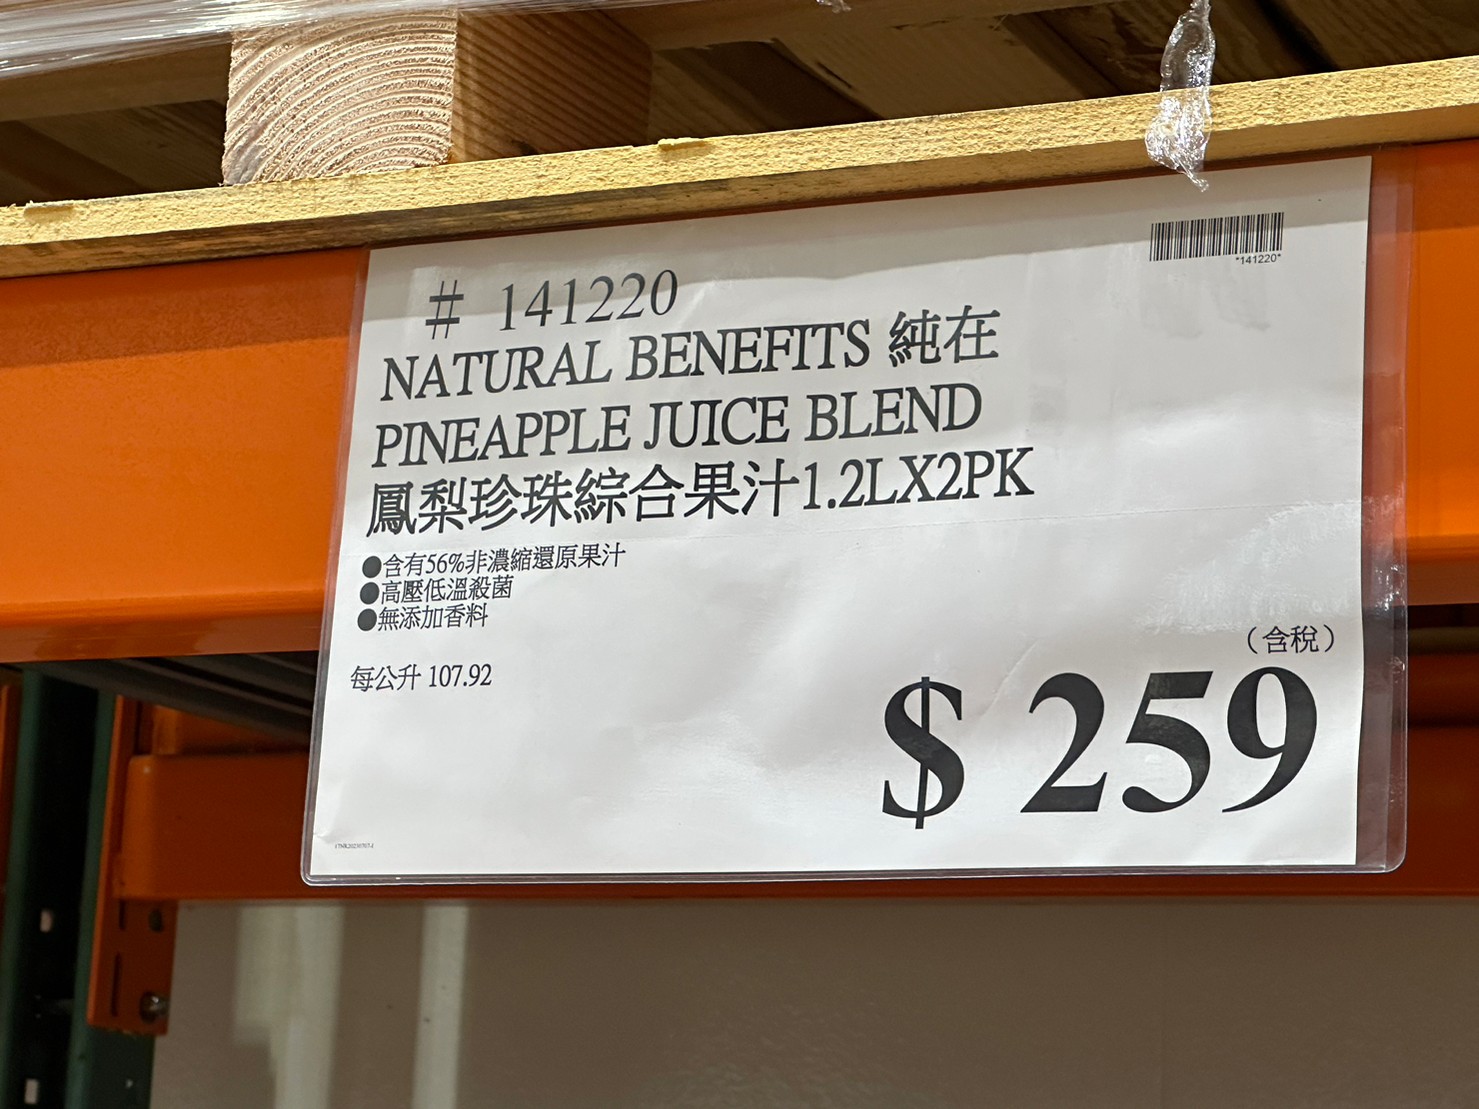 *141220*
# 141220
NATURAL BENEFITS 純在
PINEAPPLE JUICE BLEND
鳳梨珍珠綜合果汁1.2LX2PK
●含有56%非濃縮還原果汁
●高壓低溫殺菌
●無添加香料
每公升 107.92
（含稅）
$ 259